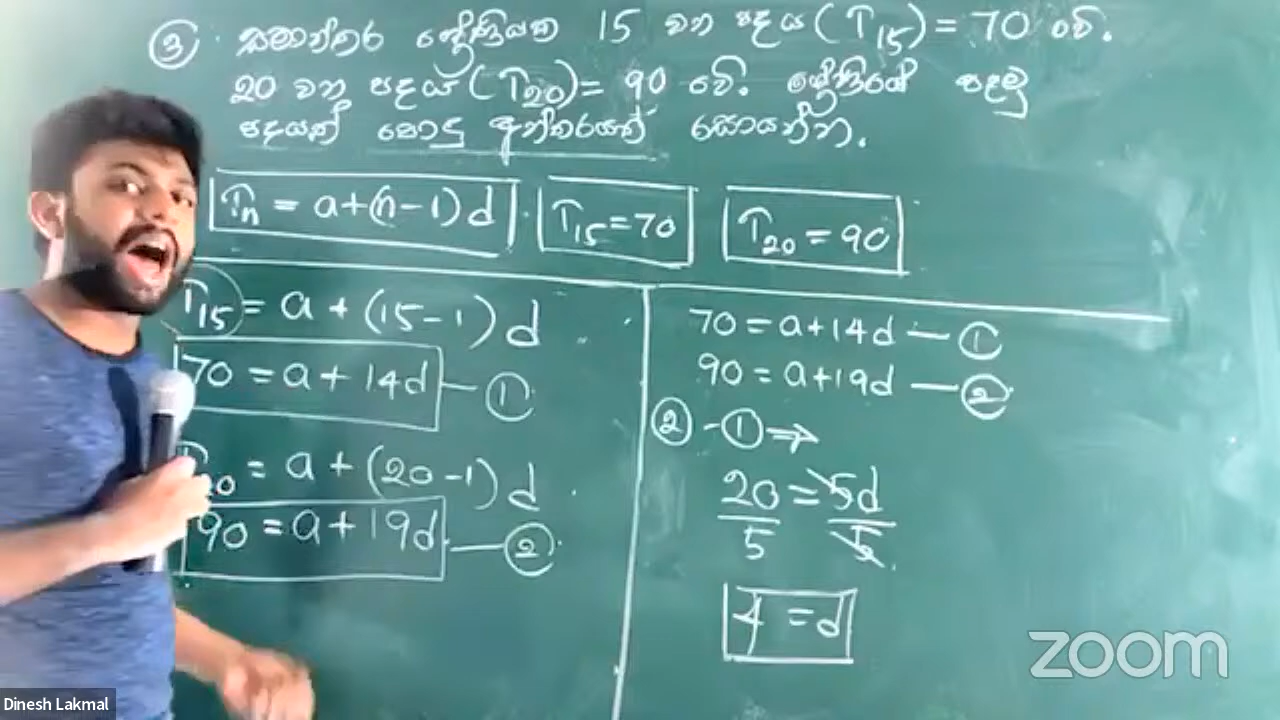 ③ සමාන්තර ශ්‍රේණියක 15 වන පදය (T15) = 70 වේ.
20 වන පදය (T20) = 90 වේ. ශ්‍රේණියේ පළමු
පදයත් පොදු අන්තරයත් සොයන්න.
Tn = a+(n-1)d T15=70 T20=90
T15 = a + (15-1)d
70 = a + 14d — ①
T20 = a + (20-1)d
90 = a + 19d — ②
70 = a+14d — ①
90 = a+19d — ②
② - ① ⇒
20 = 5d
5 5
4 = d
zoom
Dinesh Lakmal